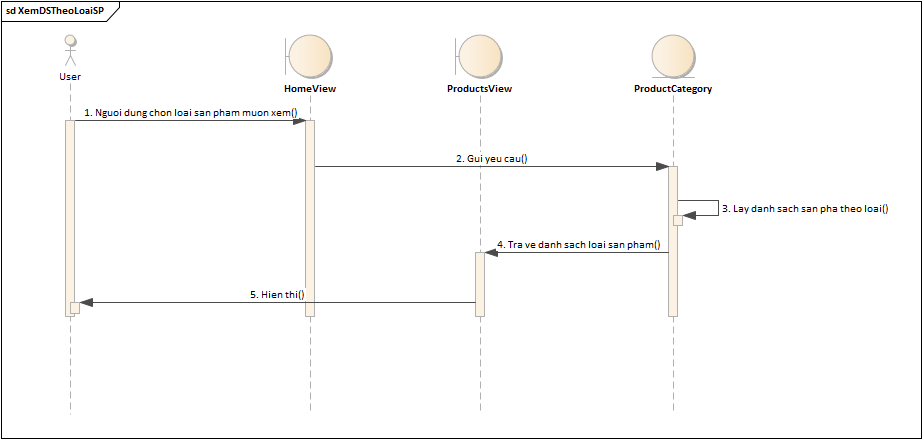 sd XemDSTheoLoaiSP
User
HomeView
ProductsView
ProductCategory
1. Nguoi dung chon loai san pham muon xem()
2. Gui yeu cau()
3. Lay danh sach san pha theo loai()
4. Tra ve danh sach loai san pham()
5. Hien thi()